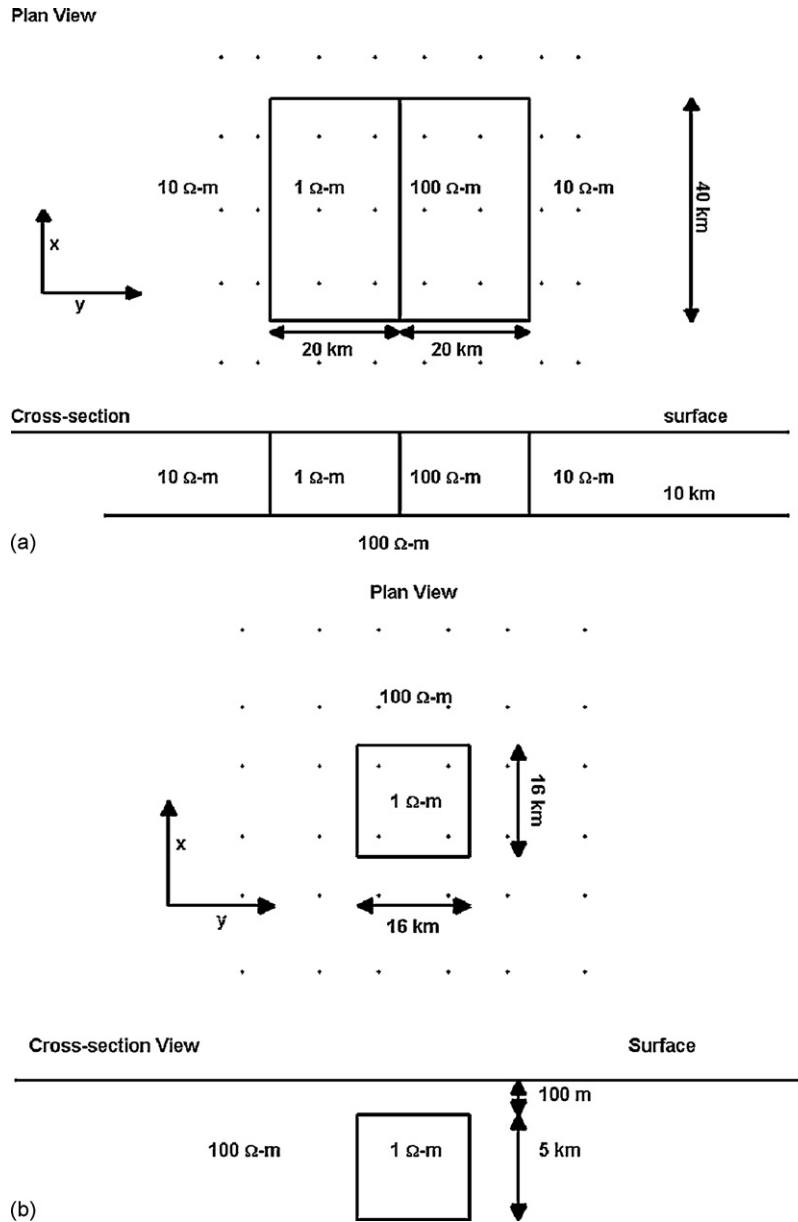 Plan View
10 Ω-m 1 Ω-m 100 Ω-m 10 Ω-m
40 km
x
y
20 km 20 km
Cross-section surface
10 Ω-m 1 Ω-m 100 Ω-m 10 Ω-m
10 km
(a)
100 Ω-m
Plan View
100 Ω-m
1 Ω-m
16 km
x
y
16 km
Cross-section View Surface
100 m
100 Ω-m 1 Ω-m 5 km
(b)